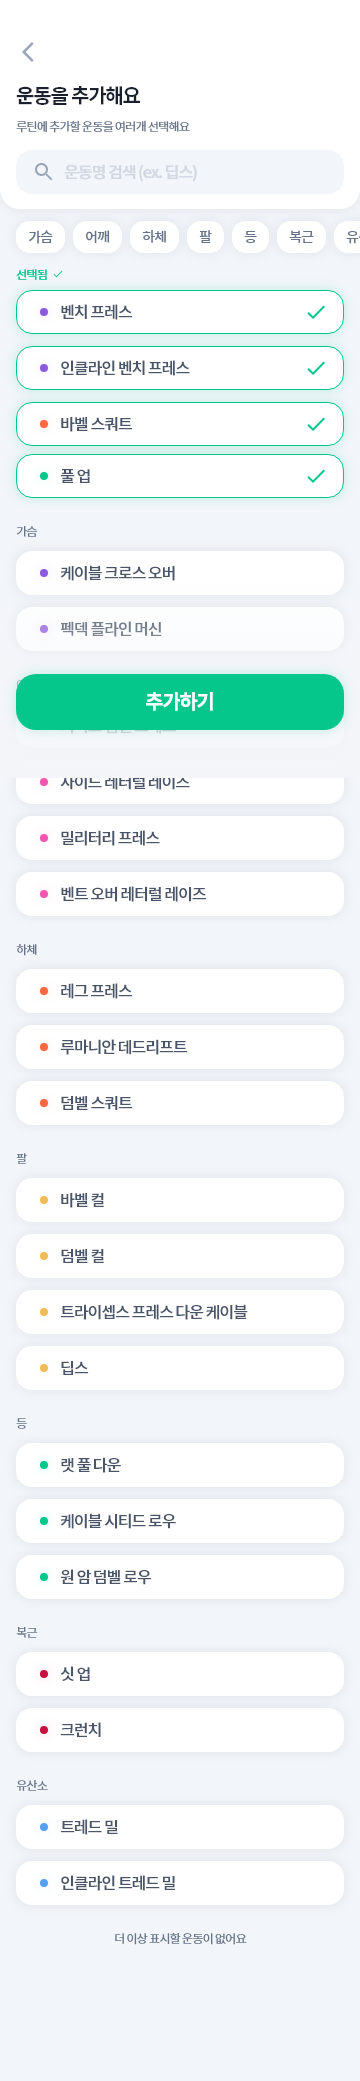 운동을 추가해요
루틴에 추가할 운동을 여러개 선택해요
운동명 검색 (ex. 딥스)
가슴 어깨 하체 팔 등 복근
선택됨
벤치 프레스
인클라인 벤치 프레스
바벨 스쿼트
풀 업
가슴
케이블 크로스 오버
펙덱 플라인 머신
추가하기
사이드 레터럴 레이즈
밀리터리 프레스
벤트 오버 레터럴 레이즈
하체
레그 프레스
루마니안 데드리프트
덤벨 스쿼트
팔
바벨 컬
덤벨 컬
트라이셉스 프레스 다운 케이블
딥스
등
랫 풀 다운
케이블 시티드 로우
원 암 덤벨 로우
복근
싯 업
크런치
유산소
트레드 밀
인클라인 트레드 밀
더 이상 표시할 운동이 없어요